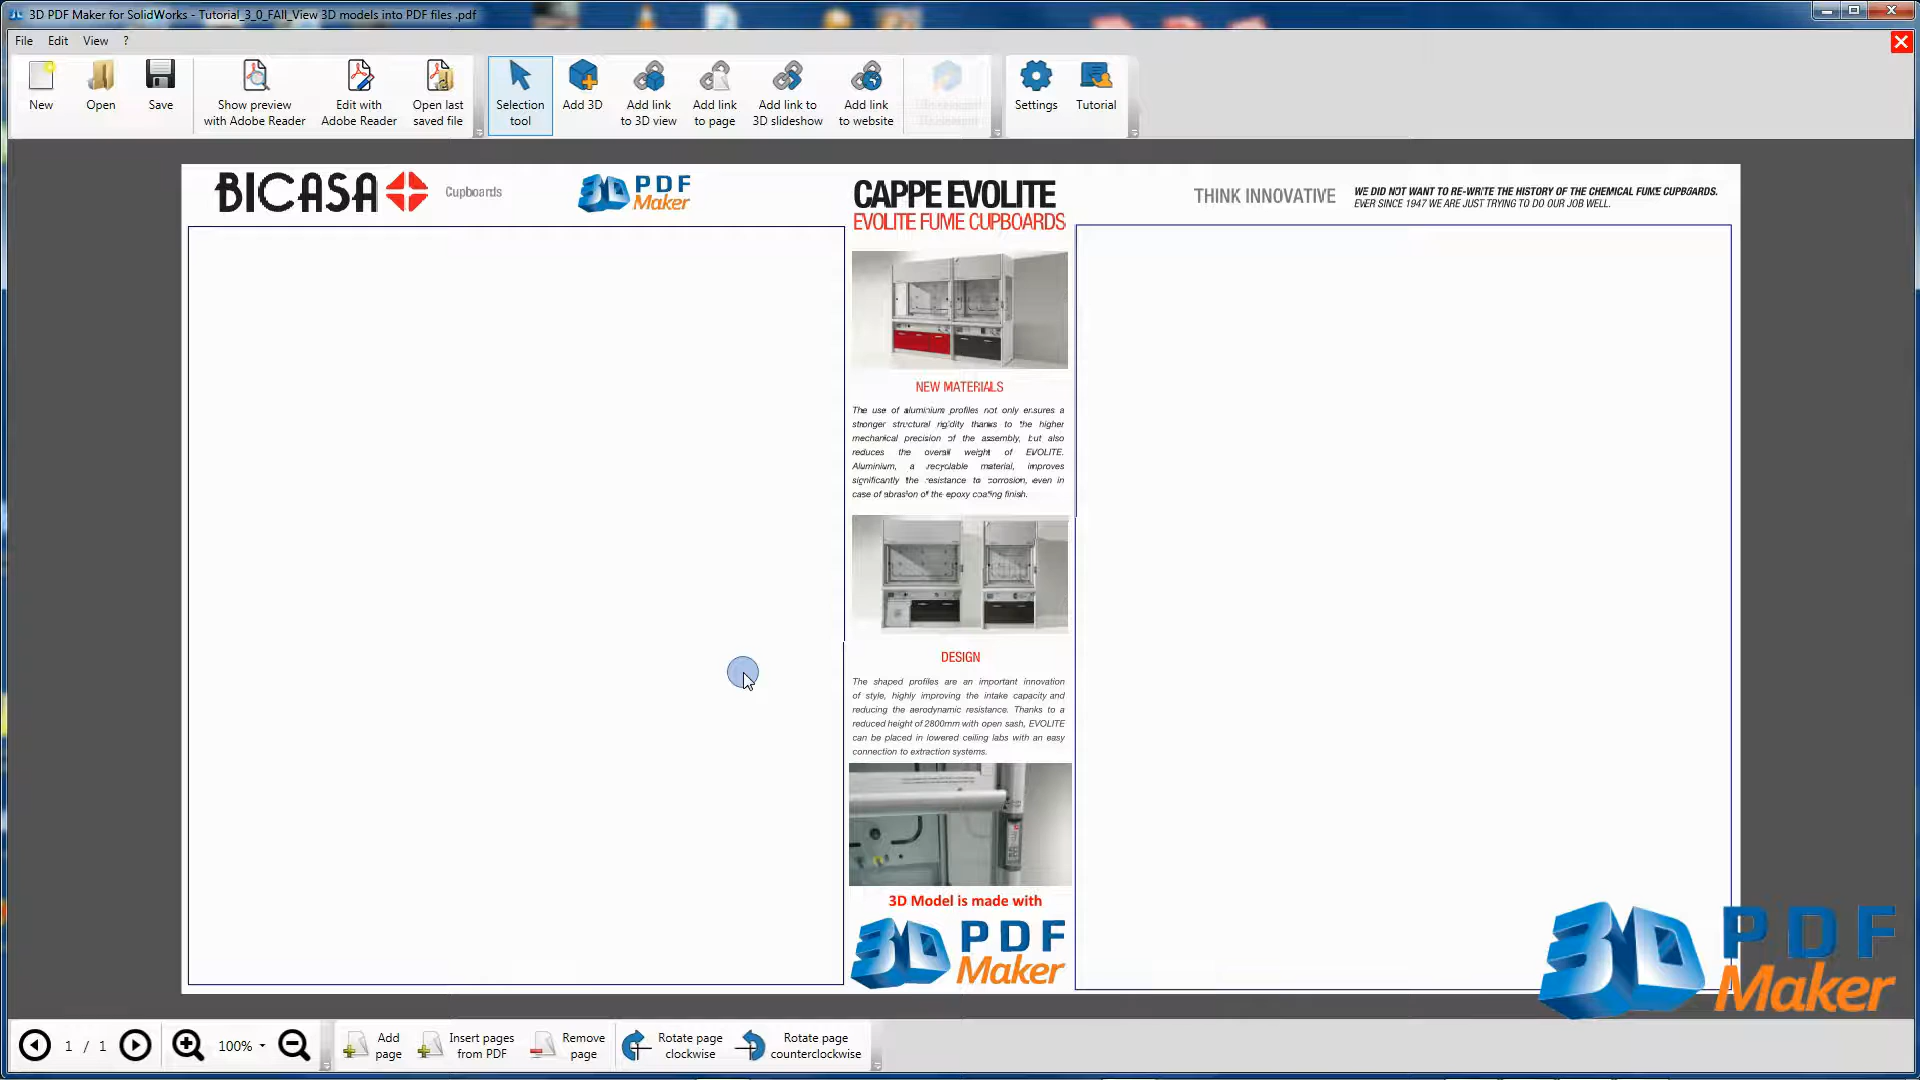 3D PDF Maker for SolidWorks - Tutorial_3_0_FAll_View 3D models into PDF files .pdf
File Edit View ?
New
Open
Save
Show preview
with Adobe Reader
Edit with
Adobe Reader
Open last
saved file
Selection
tool
Add 3D
Add link
to 3D view
Add link
to page
Add link to
3D slideshow
Add link
to website
Settings
Tutorial
BICASA
Cupboards
3D PDF
Maker
CAPPE EVOLITE
EVOLITE FUME CUPBOARDS
THINK INNOVATIVE
WE DID NOT WANT TO RE-WRITE THE HISTORY OF THE CHEMICAL FUME CUPBOARDS.
EVER SINCE 1947 WE ARE JUST TRYING TO DO OUR JOB WELL.
NEW MATERIALS
The use of aluminium profiles not only ensures a
stronger structural rigidity thanks to the higher
mechanical precision of the assembly, but also
reduces the overall weight of EVOLITE.
Aluminium, a recyclable material, improves
significantly the resistance to corrosion, even in
case of abrasion of the epoxy coating finish.
DESIGN
The shaped profiles are an important innovation
of style, highly improving the intake capacity and
reducing the aerodynamic resistance. Thanks to a
reduced height of 2800mm with open sash, EVOLITE
can be placed in lowered ceiling labs with an easy
connection to extraction systems.
3D Model is made with
3D PDF
Maker
3D PDF
Maker
1 / 1
100%
Add
page
Insert pages
from PDF
Remove
page
Rotate page
clockwise
Rotate page
counterclockwise